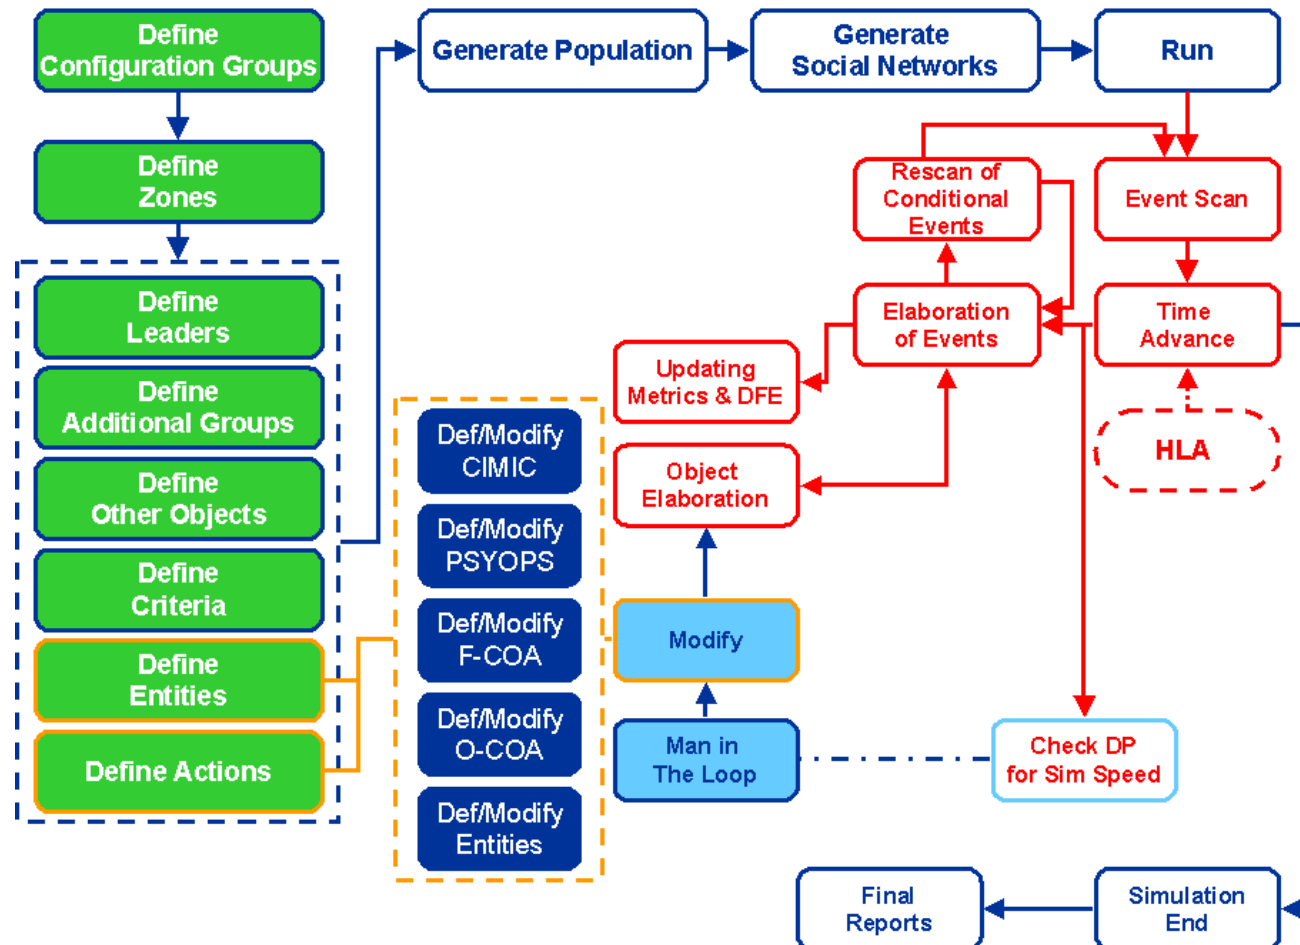 Define
Configuration Groups
Define
Zones
Define
Leaders
Define
Additional Groups
Define
Other Objects
Define
Criteria
Define
Entities
Define Actions
Generate Population
Generate
Social Networks
Run
Rescan of
Conditional
Events
Event Scan
Elaboration
of Events
Time
Advance
Updating
Metrics & DFE
HLA
Object
Elaboration
Def/Modify
CIMIC
Def/Modify
PSYOPS
Def/Modify
F-COA
Def/Modify
O-COA
Def/Modify
Entities
Modify
Man in
The Loop
Check DP
for Sim Speed
Final
Reports
Simulation
End